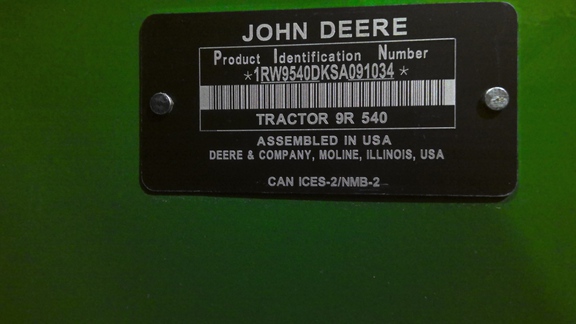 JOHN DEERE
Product Identification Number
*1RW9540DKSA091034*
TRACTOR 9R 540
ASSEMBLED IN USA
DEERE & COMPANY, MOLINE, ILLINOIS, USA
CAN ICES-2/NMB-2